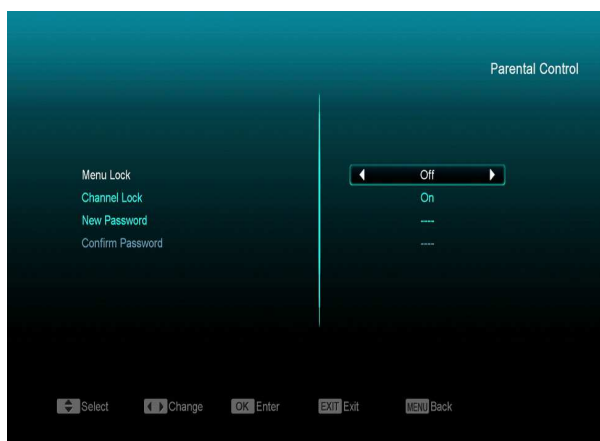 Parental Control
Menu Lock Off
Channel Lock On
New Password ----
Confirm Password ----
Select Change OK Enter EXIT Exit MENU Back